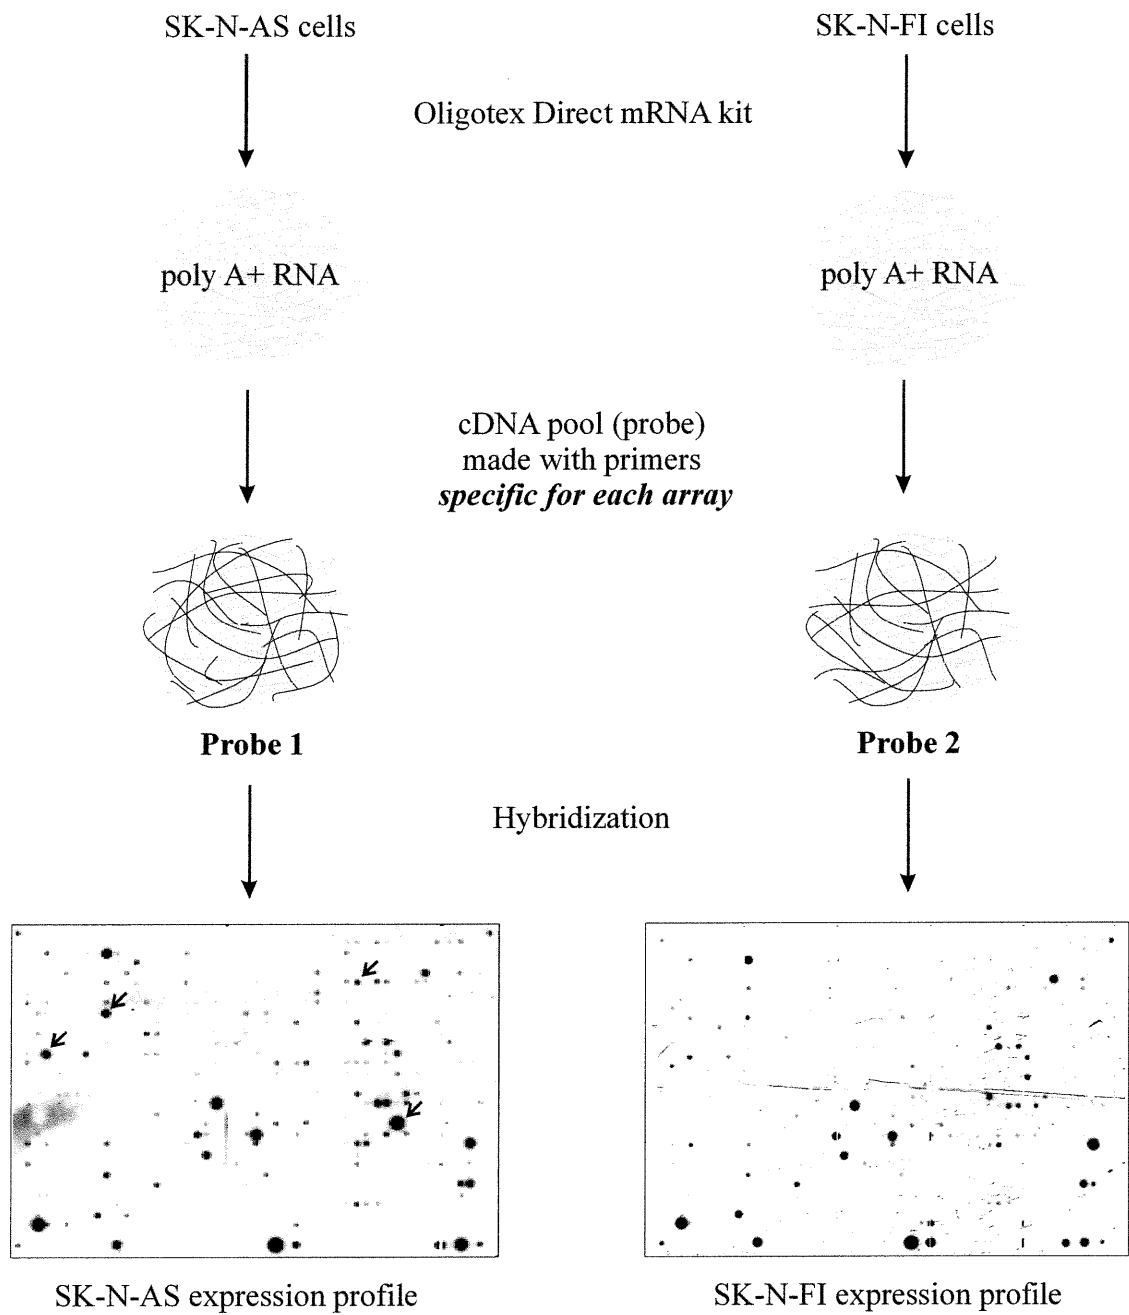 SK-N-AS cells
SK-N-FI cells
Oligotex Direct mRNA kit
poly A+ RNA
poly A+ RNA
cDNA pool (probe)
made with primers
specific for each array
Probe 1
Probe 2
Hybridization
SK-N-AS expression profile
SK-N-FI expression profile